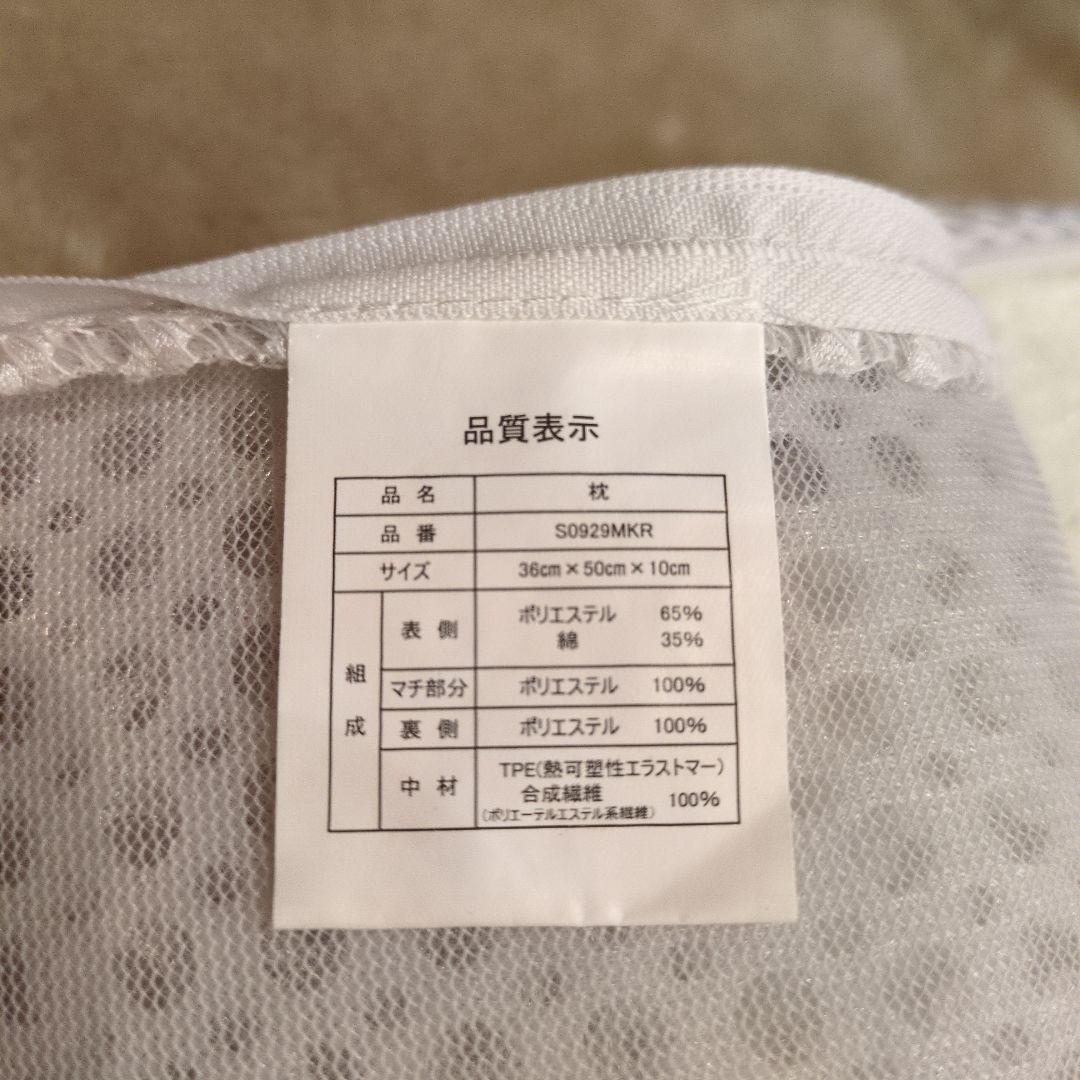 品質表示
品名 枕
品番 S0929MKR
サイズ 36㎝×50㎝×10㎝
組成
表側 ポリエステル 65%
綿 35%
マチ部分 ポリエステル 100%
裏側 ポリエステル 100%
中材 TPE(熱可塑性エラストマー)
合成繊維 100%
(ポリエーテルエステル系繊維)